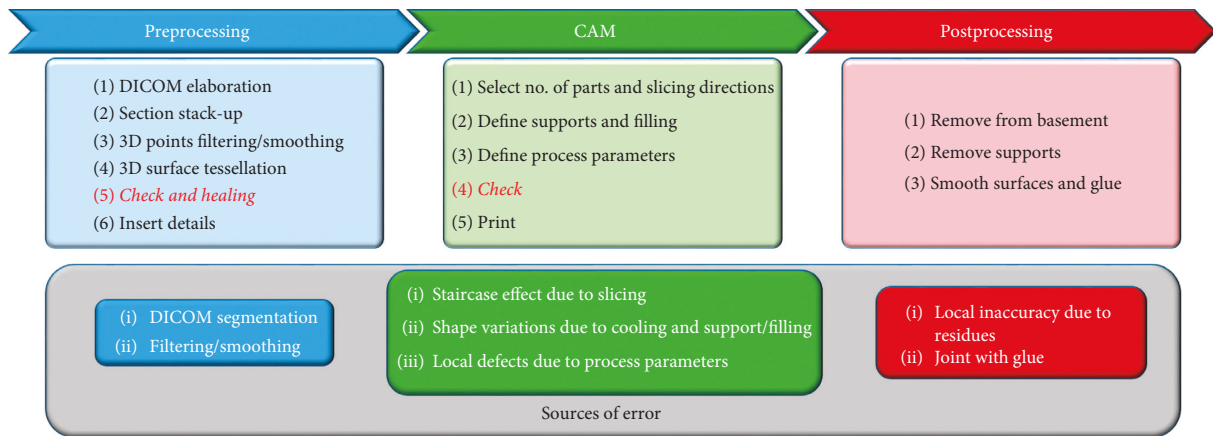 Preprocessing
CAM
Postprocessing
(1) DICOM elaboration
(2) Section stack-up
(3) 3D points filtering/smoothing
(4) 3D surface tessellation
(5) Check and healing
(6) Insert details
(1) Select no. of parts and slicing directions
(2) Define supports and filling
(3) Define process parameters
(4) Check
(5) Print
(1) Remove from basement
(2) Remove supports
(3) Smooth surfaces and glue
(i) DICOM segmentation
(ii) Filtering/smoothing
(i) Staircase effect due to slicing
(ii) Shape variations due to cooling and support/filling
(iii) Local defects due to process parameters
(i) Local inaccuracy due to
residues
(ii) Joint with glue
Sources of error